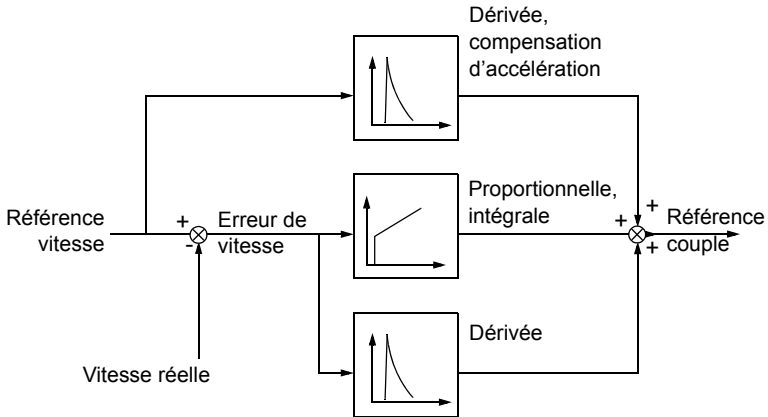 Dérivée,
compensation
d'accélération
Proportionnelle,
intégrale
Référence
vitesse
+
-
Erreur de
vitesse
+
+
+
Référence
couple
Dérivée
Vitesse réelle